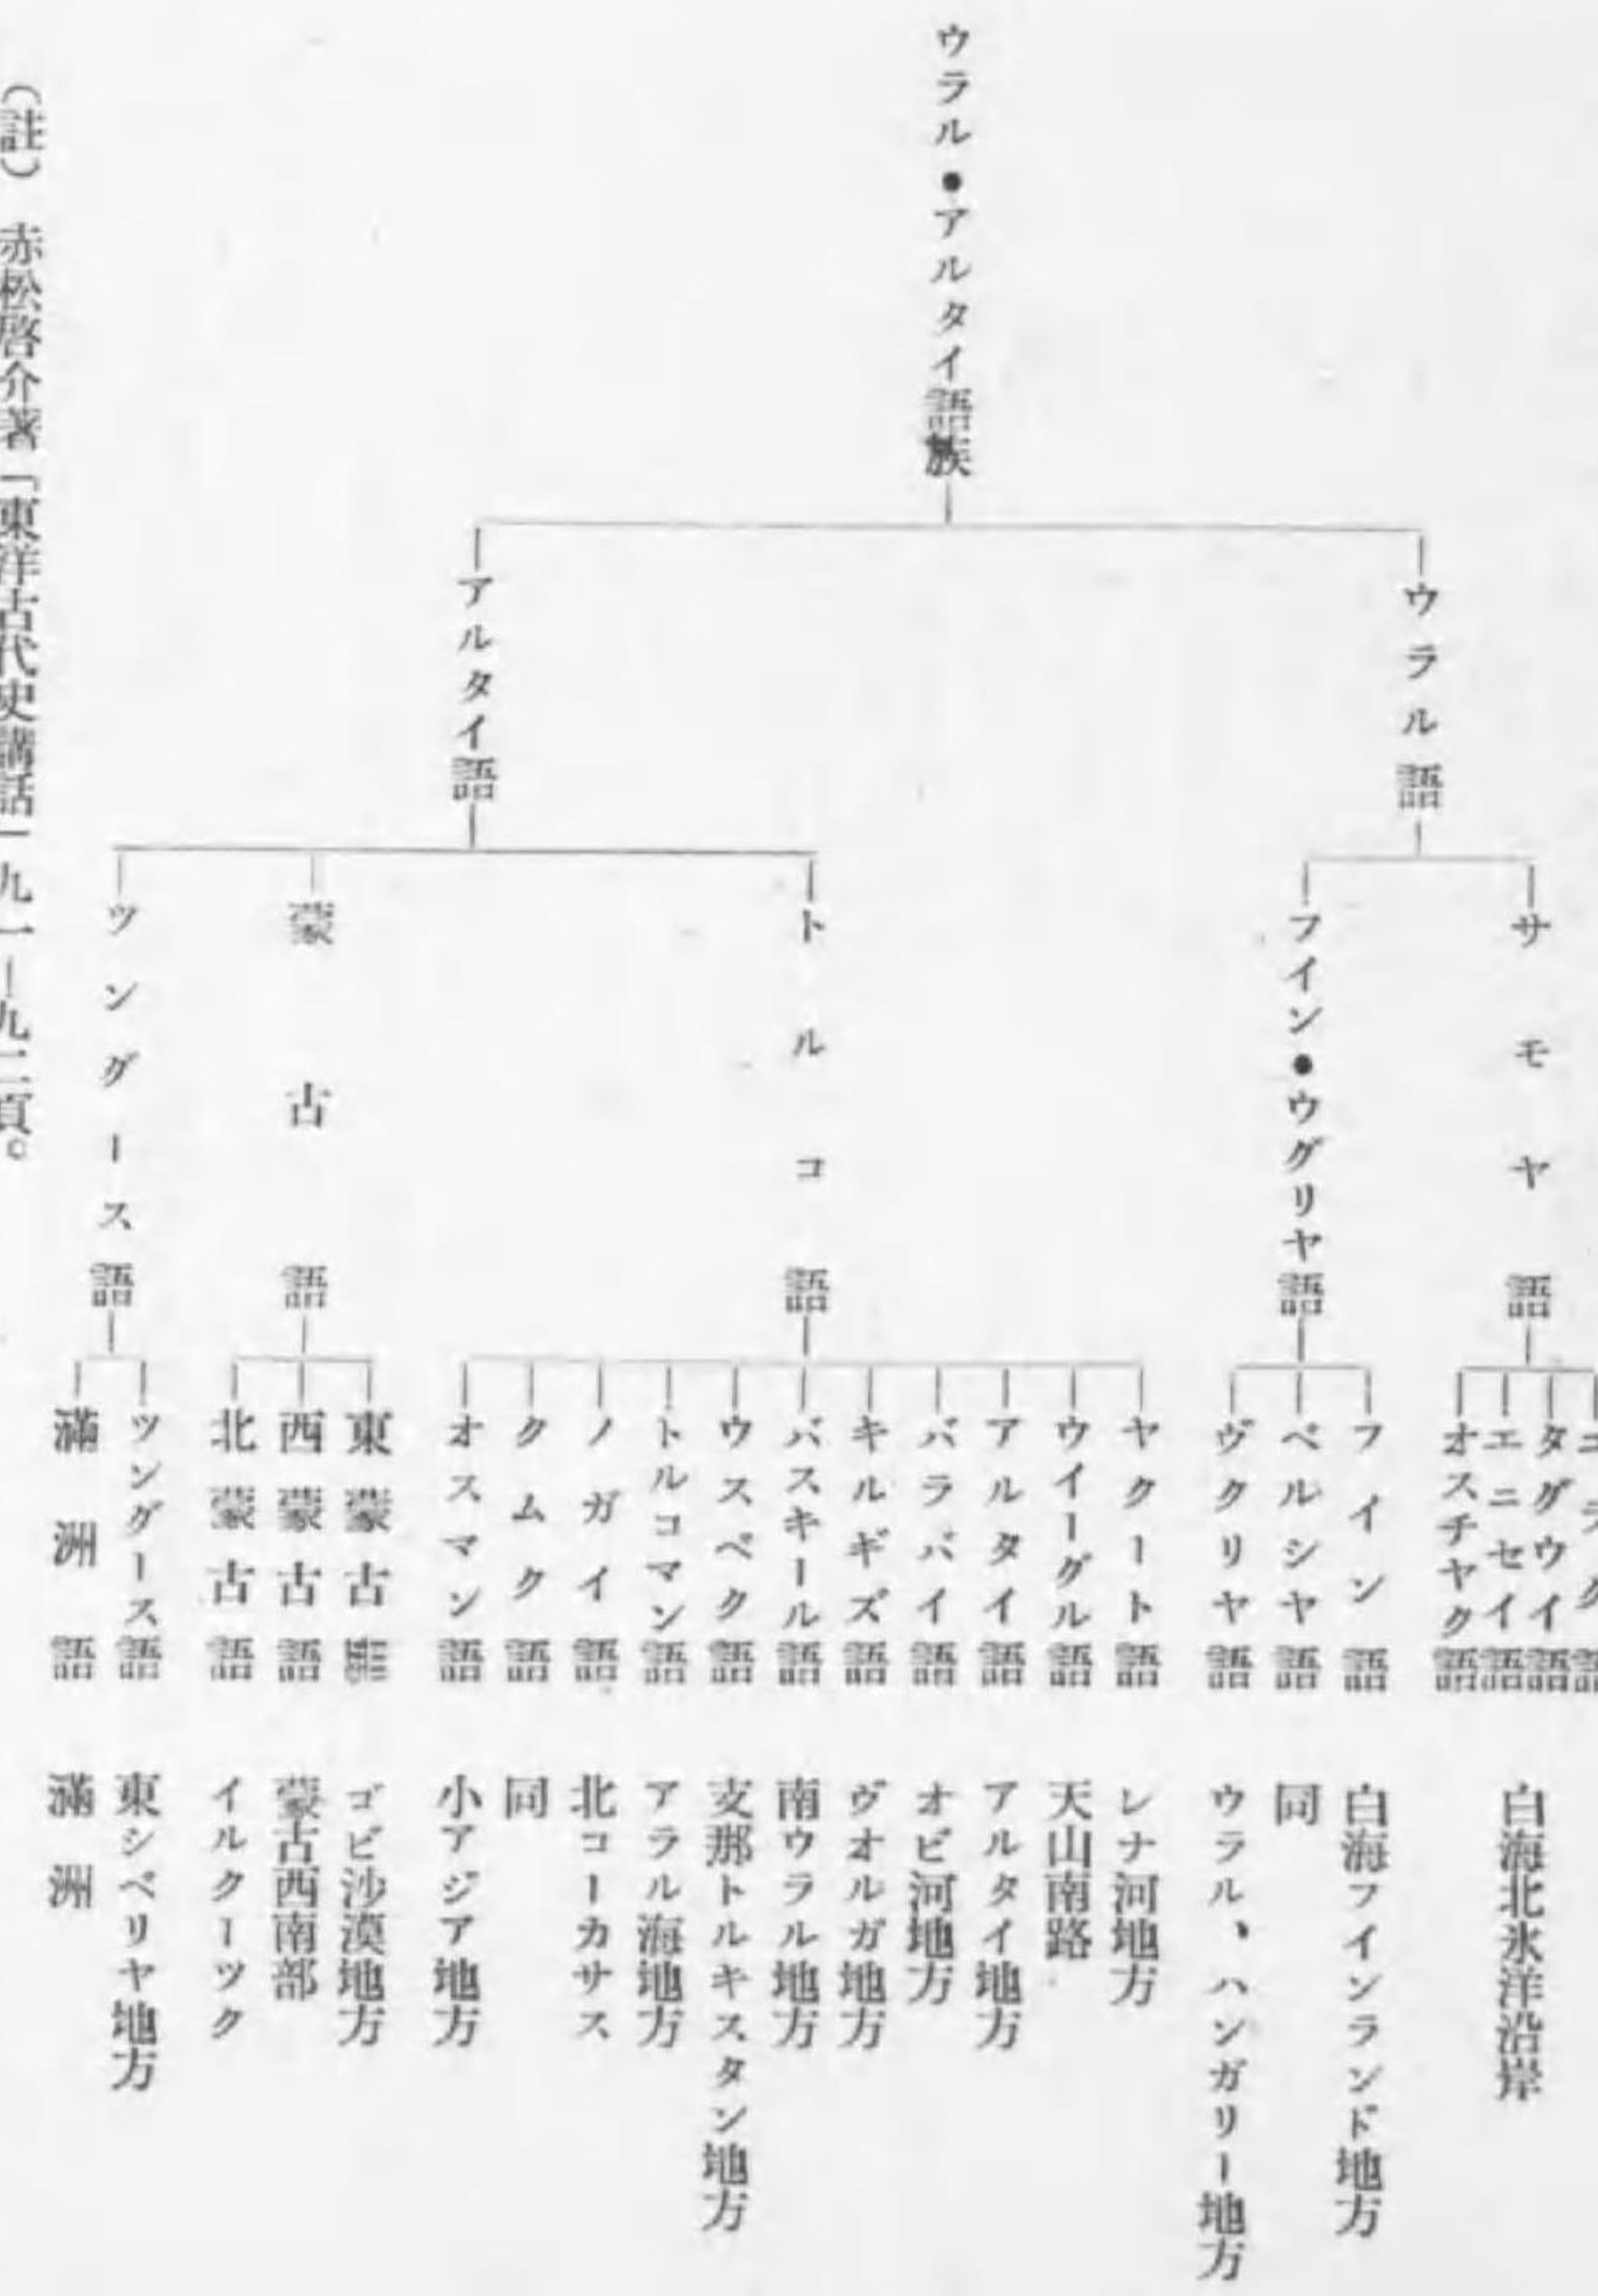 ウラル・アルタイ語族
ウラル語
サモヤ語
タグウイ語
エニセイ語
オスチヤク語
白海北氷洋沿岸
フイン・ウグリヤ語
フイン語 白海フインランド地方
ペルシヤ語 同
ヴクリヤ語 ウラル、ハンガリー地方
アルタイ語
トルコ語
ヤクート語 レナ河地方
ウイーグル語 天山南路
アルタイ語 アルタイ地方
バラバイ語 オビ河地方
キルギズ語 ヴオルガ地方
バスキール語 南ウラル地方
ウスベク語 支那トルキスタン地方
トルコマン語 アラル海地方
ノガイ語 北コーカサス
クムク語 同
オスマン語 小アジア地方
蒙古語
東蒙古語 ゴビ沙漠地方
西蒙古語 蒙古西南部
北蒙古語 イルクーツク
ツングース語
ツングース語 東シベリヤ地方
滿洲語 滿洲
(註) 赤松啓介著「東洋古代史講話」九一―九二頁。